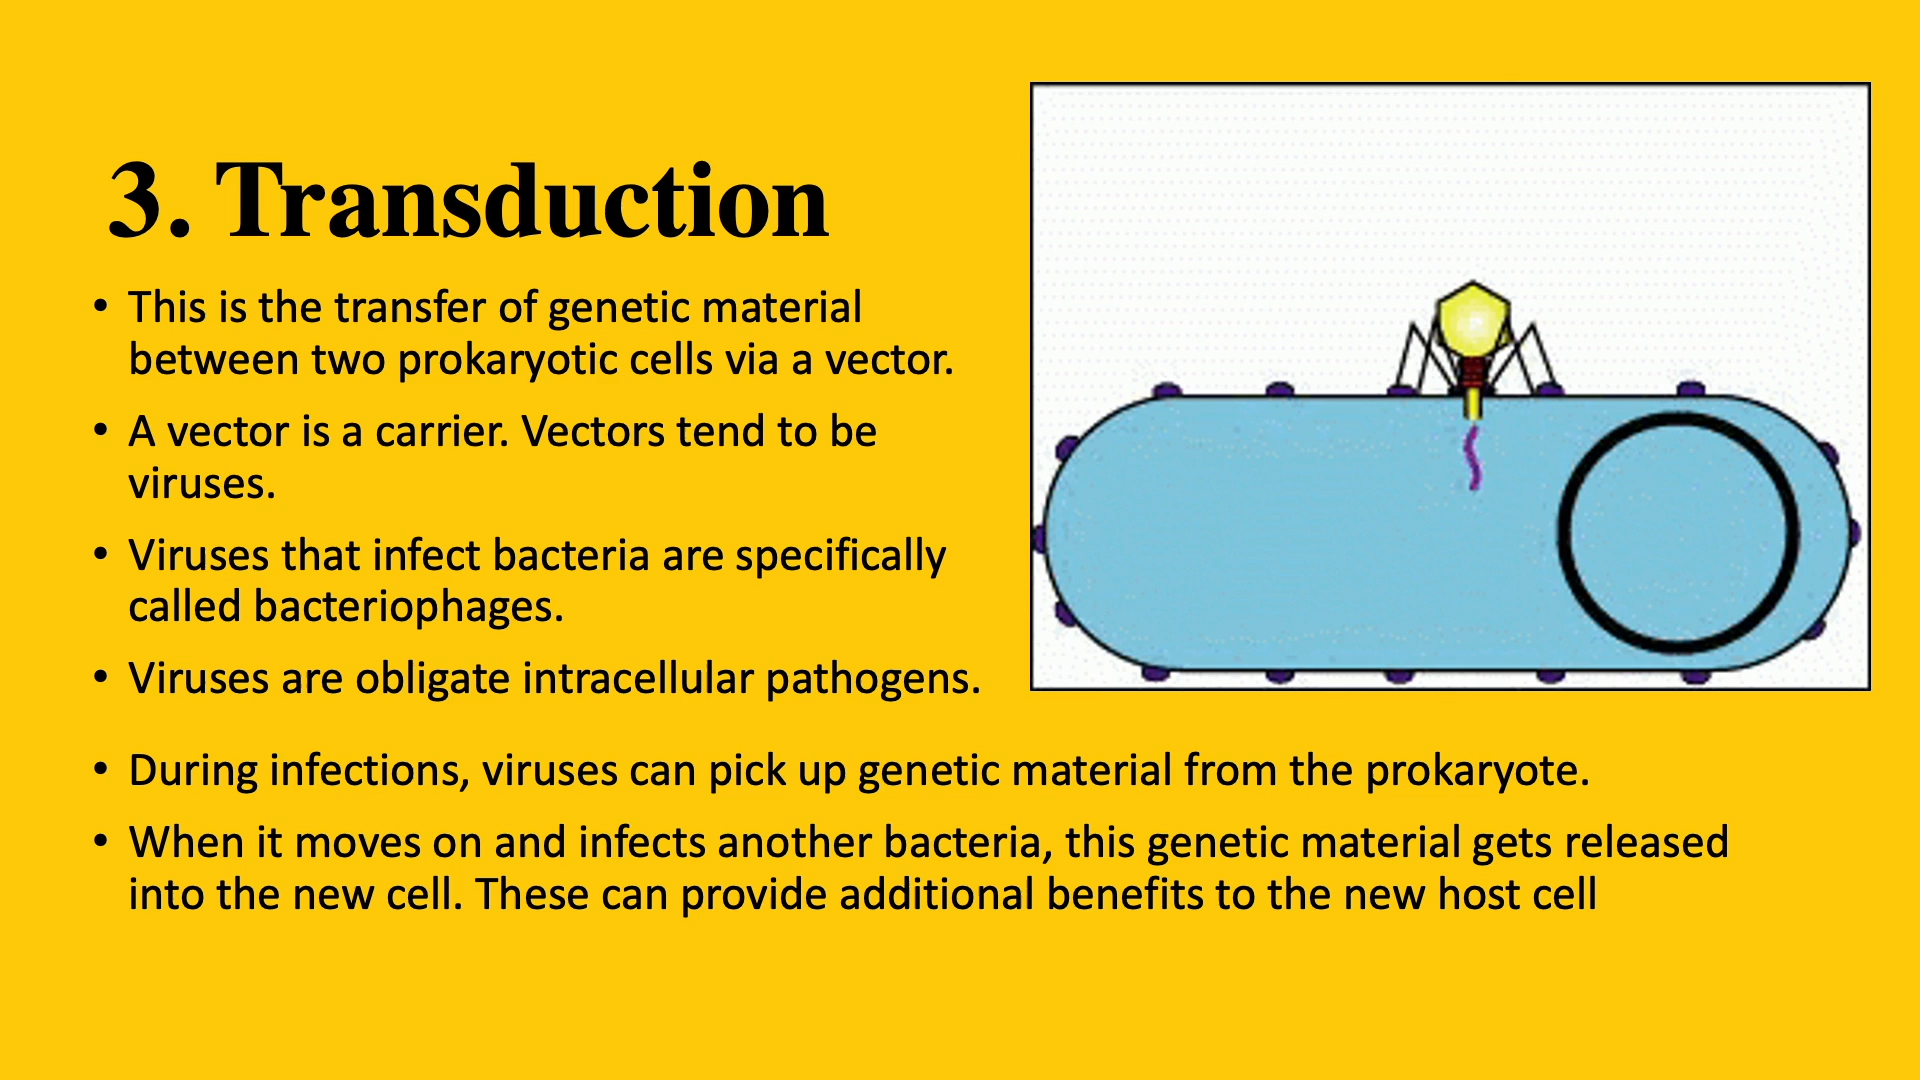 3. Transduction
• This is the transfer of genetic material
between two prokaryotic cells via a vector.
• A vector is a carrier. Vectors tend to be
viruses.
• Viruses that infect bacteria are specifically
called bacteriophages.
• Viruses are obligate intracellular pathogens.
• During infections, viruses can pick up genetic material from the prokaryote.
• When it moves on and infects another bacteria, this genetic material gets released
into the new cell. These can provide additional benefits to the new host cell